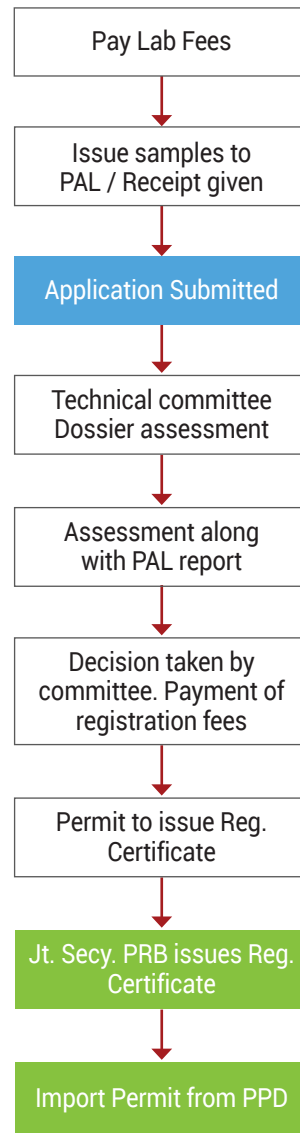 Pay Lab Fees
Issue samples to
PAL / Receipt given
Application Submitted
Technical committee
Dossier assessment
Assessment along
with PAL report
Decision taken by
committee. Payment of
registration fees
Permit to issue Reg.
Certificate
Jt. Secy. PRB issues Reg.
Certificate
Import Permit from PPD